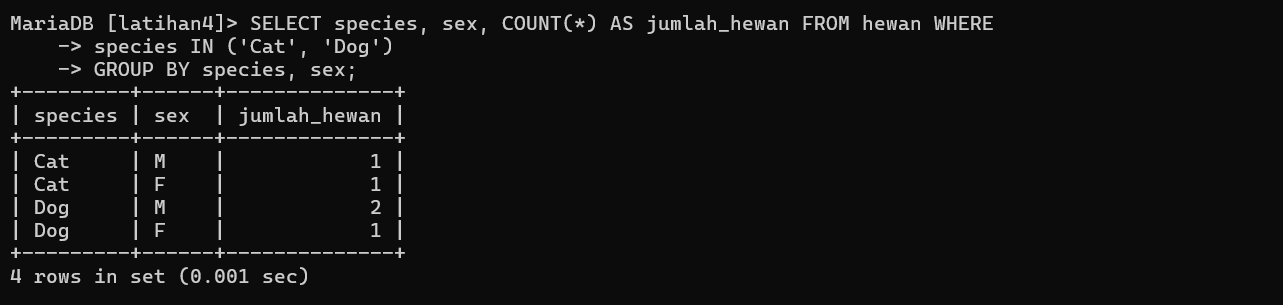 MariaDB [latihan4]> SELECT species, sex, COUNT(*) AS jumlah_hewan FROM hewan WHERE
    -> species IN ('Cat', 'Dog')
    -> GROUP BY species, sex;
+---------+------+--------------+
| species | sex  | jumlah_hewan |
+---------+------+--------------+
| Cat     | M    |            1 |
| Cat     | F    |            1 |
| Dog     | M    |            2 |
| Dog     | F    |            1 |
+---------+------+--------------+
4 rows in set (0.001 sec)